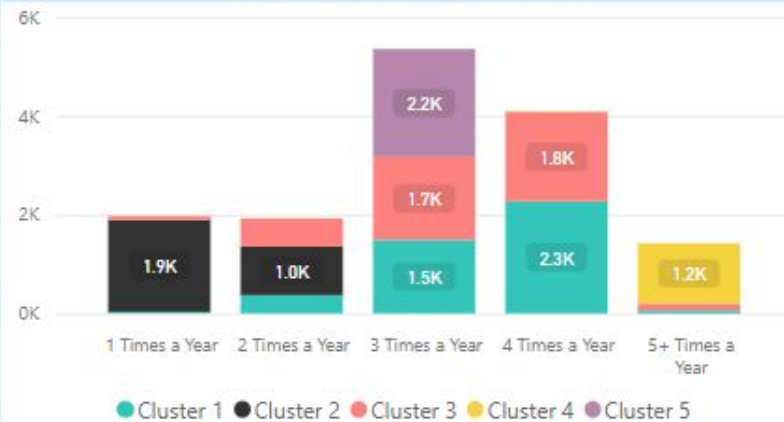 6K
4K
2K
0K
2.2K
1.7K
1.5K
1.8K
2.3K
1.9K
1.0K
1.2K
1 Times a Year 2 Times a Year 3 Times a Year 4 Times a Year 5+ Times a
Year
Cluster 1 Cluster 2 Cluster 3 Cluster 4 Cluster 5